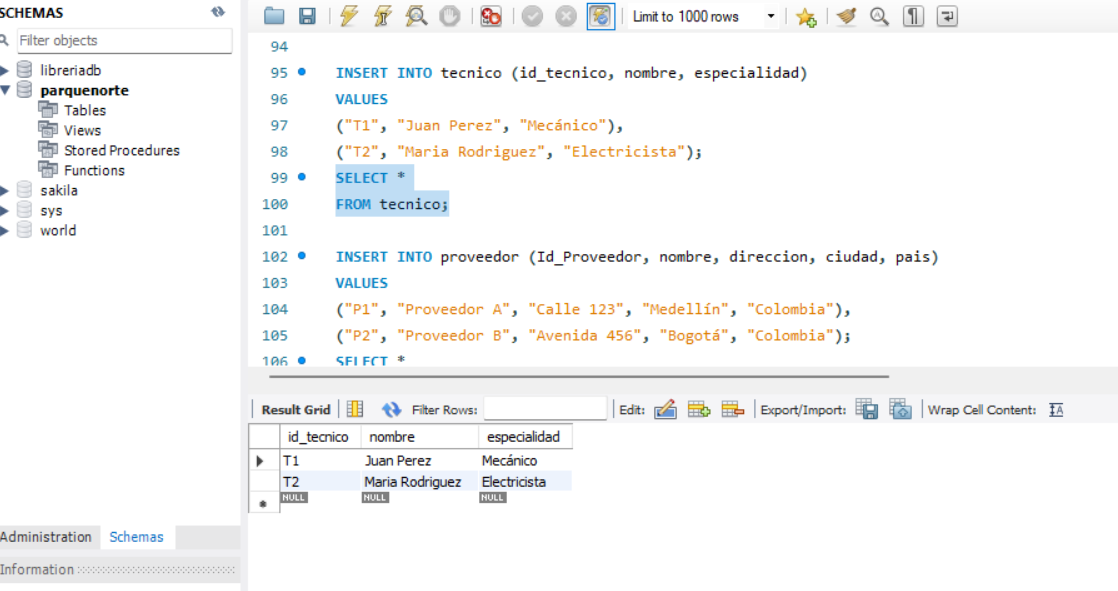 SCHEMAS
Filter objects
libreriadb
parquenorte
Tables
Views
Stored Procedures
Functions
sakila
sys
world
Administration Schemas
Information
Limit to 1000 rows
94
95 INSERT INTO tecnico (id_tecnico, nombre, especialidad)
96 VALUES
97 ("T1", "Juan Perez", "Mecánico"),
98 ("T2", "Maria Rodriguez", "Electricista");
99 SELECT *
100 FROM tecnico;
101
102 INSERT INTO proveedor (Id_Proveedor, nombre, direccion, ciudad, pais)
103 VALUES
104 ("P1", "Proveedor A", "Calle 123", "Medellín", "Colombia"),
105 ("P2", "Proveedor B", "Avenida 456", "Bogotá", "Colombia");
106 SELECT *
Result Grid Filter Rows: Edit: Export/Import: Wrap Cell Content: IA
id_tecnico nombre especialidad
T1 Juan Perez Mecánico
T2 Maria Rodriguez Electricista
NULL NULL NULL